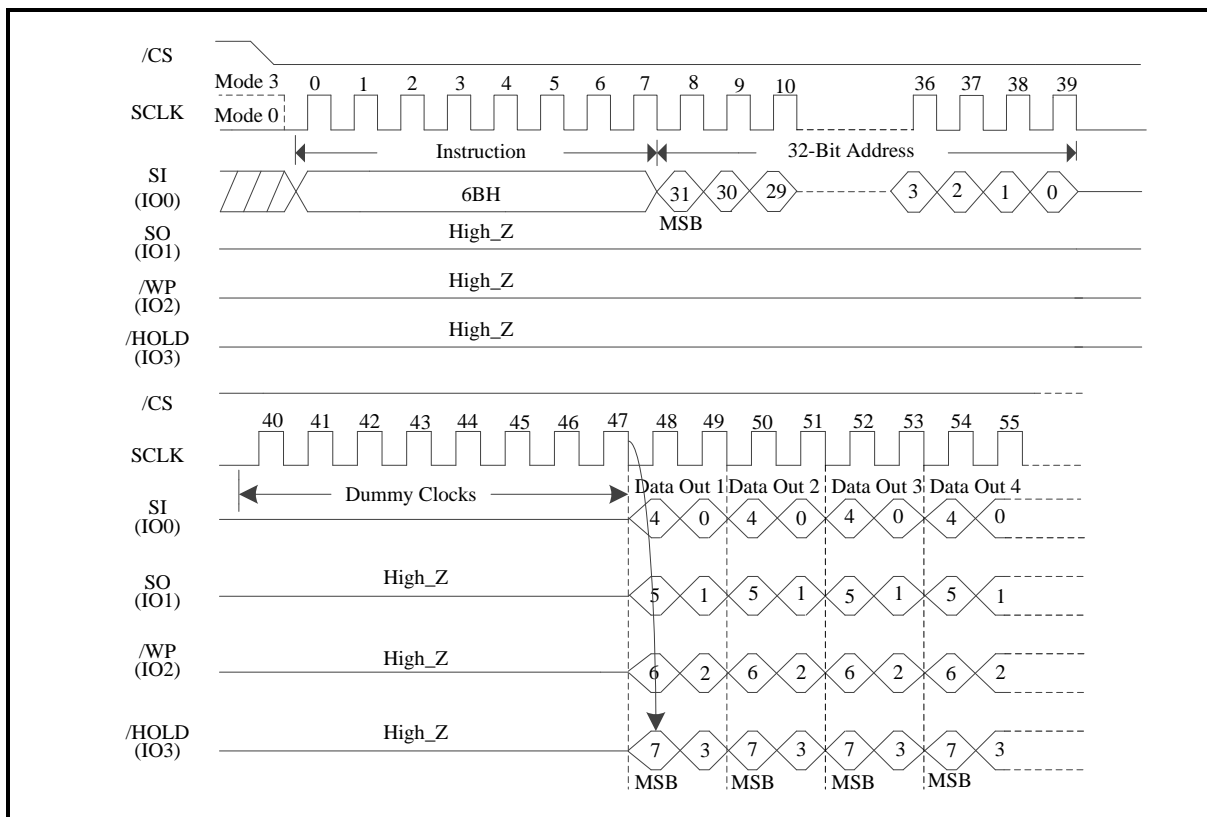 /CS
Mode 3 0 1 2 3 4 5 6 7 8 9 10 36 37 38 39
SCLK Mode 0
Instruction 32-Bit Address
SI
(IO0) 6BH 31 30 29 3 2 1 0
MSB
SO
(IO1) High_Z
/WP
(IO2) High_Z
/HOLD
(IO3) High_Z
/CS
40 41 42 43 44 45 46 47 48 49 50 51 52 53 54 55
SCLK
Dummy Clocks Data Out 1 Data Out 2 Data Out 3 Data Out 4
SI
(IO0) 4 0 4 0 4 0 4 0
SO
(IO1) High_Z 5 1 5 1 5 1 5 1
/WP
(IO2) High_Z 6 2 6 2 6 2 6 2
/HOLD
(IO3) High_Z 7 3 7 3 7 3 7 3
MSB MSB MSB MSB